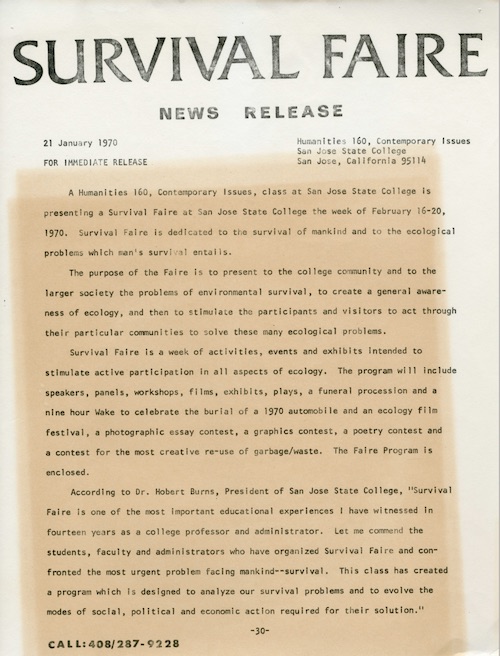 SURVIVAL FAIRE
NEWS RELEASE
21 January 1970
Humanities 160, Contemporary Issues
San Jose State College
FOR IMMEDIATE RELEASE
San Jose, California 95114
A Humanities 160, Contemporary Issues, class at San Jose State College is
presenting a Survival Faire at San Jose State College the week of February 16-20,
1970. Survival Faire is dedicated to the survival of mankind and to the ecological
problems which man's survival entails.
The purpose of the Faire is to present to the college community and to the
larger society the problems of environmental survival, to create a general aware-
ness of ecology, and then to stimulate the participants and visitors to act through
their particular communities to solve these many ecological problems.
Survival Faire is a week of activities, events and exhibits intended to
stimulate active participation in all aspects of ecology. The program will include
speakers, panels, workshops, films, exhibits, plays, a funeral procession and a
nine hour Wake to celebrate the burial of a 1970 automobile and an ecology film
festival, a photographic essay contest, a graphics contest, a poetry contest and
a contest for the most creative re-use of garbage/waste. The Faire Program is
enclosed.
According to Dr. Hobert Burns, President of San Jose State College, "Survival
Faire is one of the most important educational experiences I have witnessed in
fourteen years as a college professor and administrator. Let me commend the
students, faculty and administrators who have organized Survival Faire and con-
fronted the most urgent problem facing mankind--survival. This class has created
a program which is designed to analyze our survival problems and to evolve the
modes of social, political and economic action required for their solution."
-30-
CALL:408/287-9228